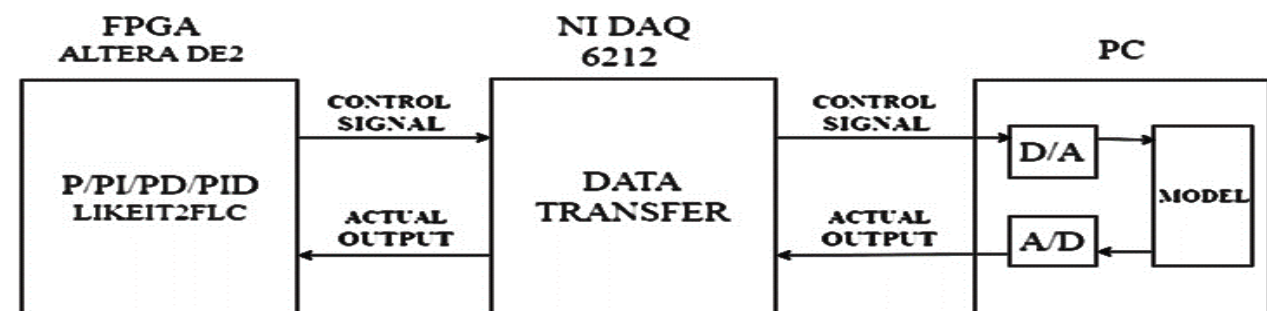 FPGA
ALTERA DE2
P/PI/PD/PID
LIKEIT2FLC
CONTROL
SIGNAL
ACTUAL
OUTPUT
NI DAQ
6212
DATA
TRANSFER
CONTROL
SIGNAL
ACTUAL
OUTPUT
PC
D/A
A/D
MODEL